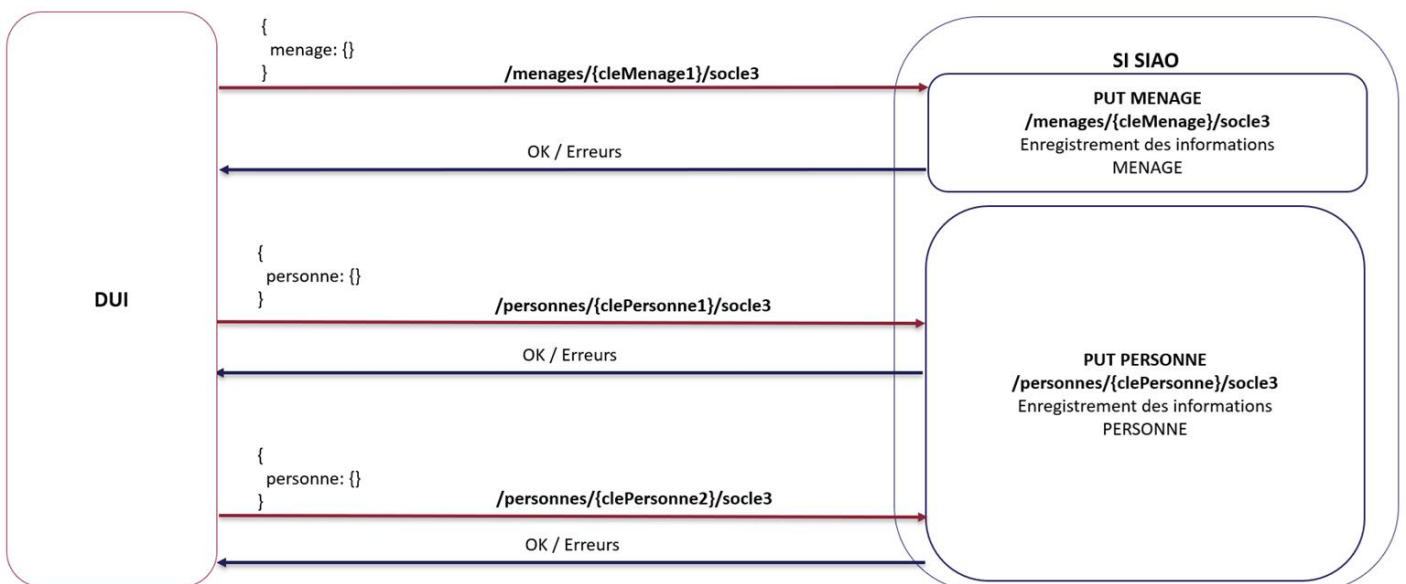 {
menage: {}
}
/menages/{cleMenage1}/socle3
OK / Erreurs
SI SIAO
PUT MENAGE
/menages/{cleMenage}/socle3
Enregistrement des informations
MENAGE
DUI
{
personne: {}
}
/personnes/{clePersonne1}/socle3
OK / Erreurs
PUT PERSONNE
/personnes/{clePersonne}/socle3
Enregistrement des informations
PERSONNE
{
personne: {}
}
/personnes/{clePersonne2}/socle3
OK / Erreurs